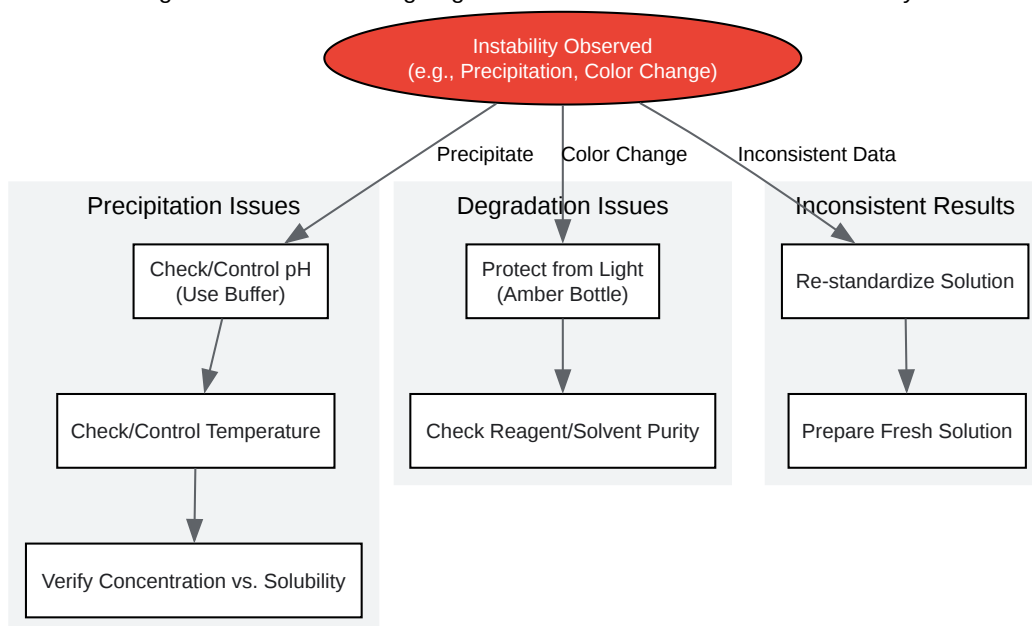 Instability Observed
(e.g., Precipitation, Color Change)
Precipitate
Color Change
Inconsistent Data
Precipitation Issues
Degradation Issues
Inconsistent Results
Check/Control pH
(Use Buffer)
Protect from Light
(Amber Bottle)
Re-standardize Solution
Check/Control Temperature
Check Reagent/Solvent Purity
Prepare Fresh Solution
Verify Concentration vs. Solubility